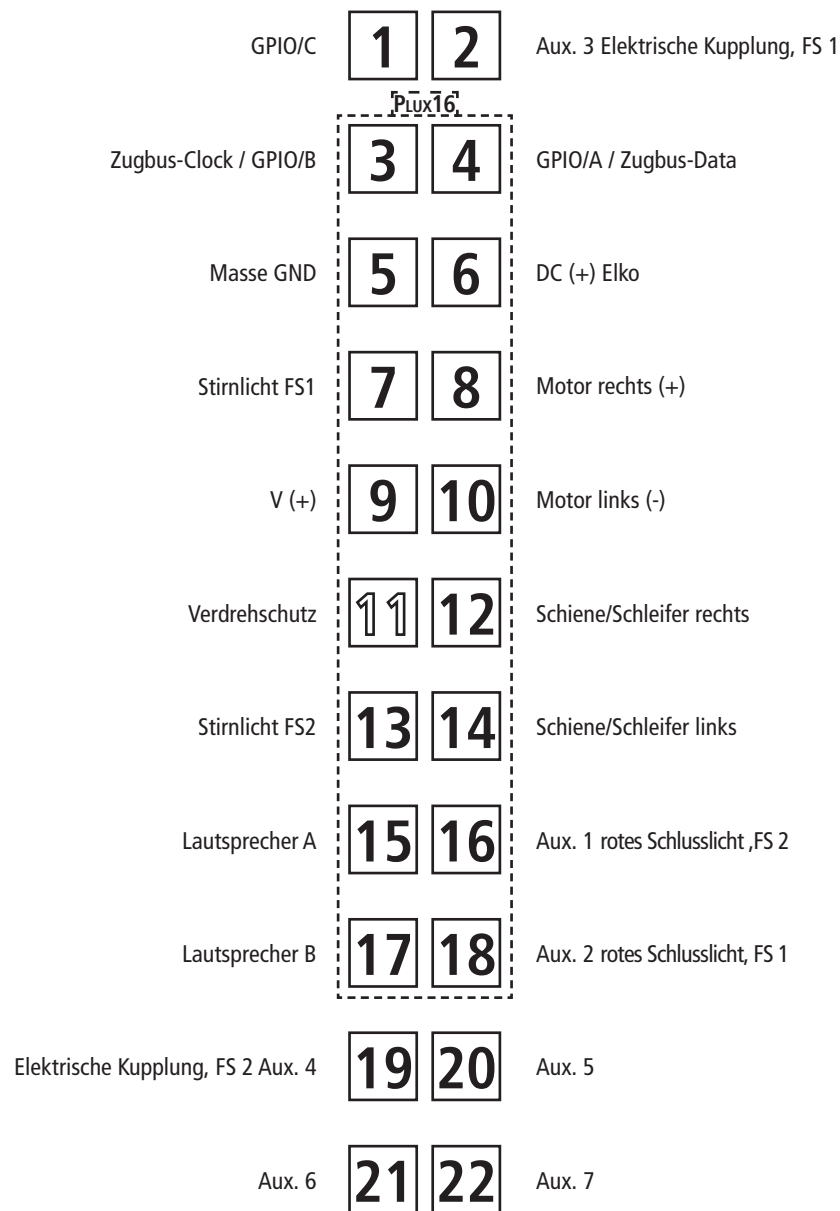 GPIO/C 1 2 Aux. 3 Elektrische Kupplung, FS 1
PLUX16
Zugbus-Clock / GPIO/B 3 4 GPIO/A / Zugbus-Data
Masse GND 5 6 DC (+) Elko
Stirnlicht FS1 7 8 Motor rechts (+)
V (+) 9 10 Motor links (-)
Verdrehschutz 11 12 Schiene/Schleifer rechts
Stirnlicht FS2 13 14 Schiene/Schleifer links
Lautsprecher A 15 16 Aux. 1 rotes Schlusslicht ,FS 2
Lautsprecher B 17 18 Aux. 2 rotes Schlusslicht, FS 1
Elektrische Kupplung, FS 2 Aux. 4 19 20 Aux. 5
Aux. 6 21 22 Aux. 7